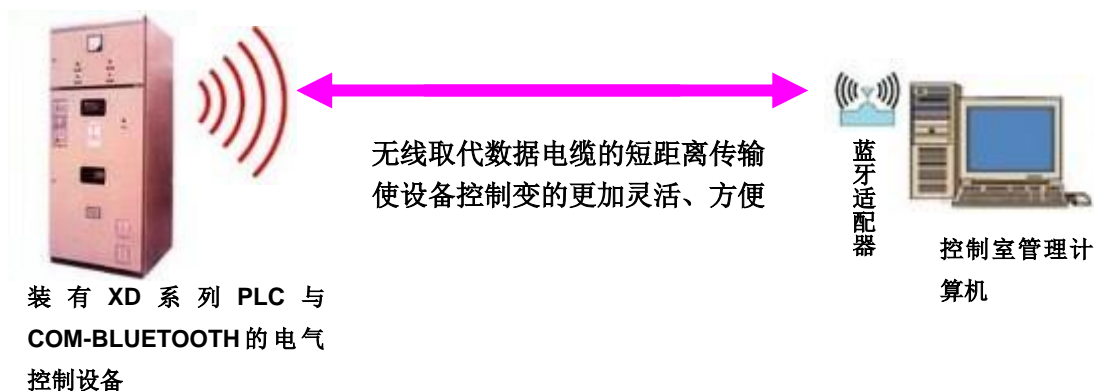 无线取代数据电缆的短距离传输
使设备控制变的更加灵活、方便
蓝牙适配器
控制室管理计
算机
装有 XD 系列 PLC 与
COM-BLUETOOTH 的电气
控制设备